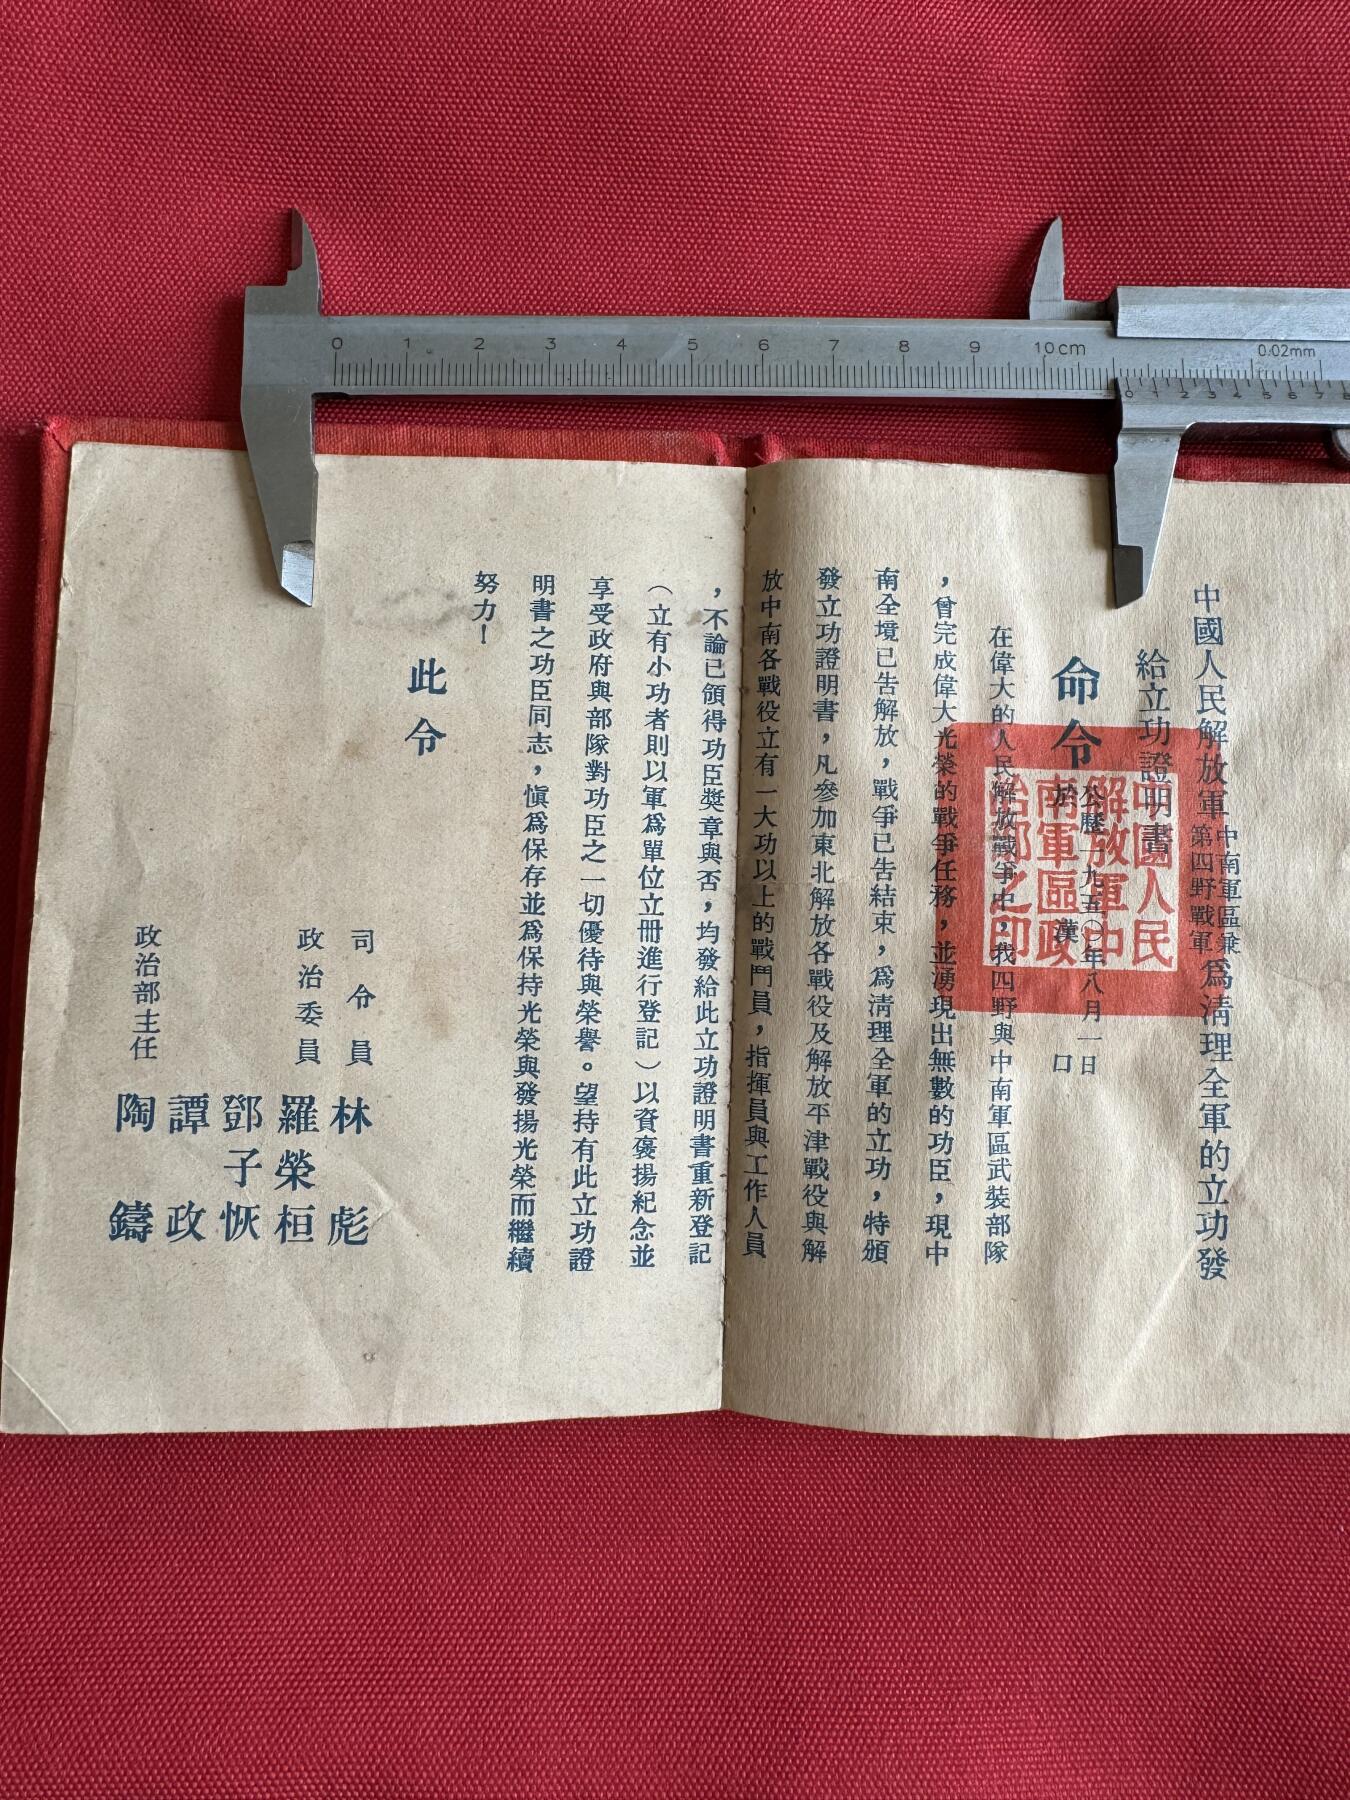 中國人民解放軍中南軍區兼第四野戰軍爲淸理全軍的立功發
給立功證明書
命令
公歷一九五〇年八月一日
於漢口
在偉大的人民解放戰爭中，我四野與中南軍區武裝部隊
，曾完成偉大光榮的戰爭任務，並湧現出無數的功臣，現中
南全境已告解放，戰爭已告結束，爲淸理全軍的立功，特頒
發立功證明書，凡參加東北解放各戰役及解放平津戰役與解
放中南各戰役立有一大功以上的戰鬥員，指揮員與工作人員
，不論已領得功臣獎章與否，均發給此立功證明書重新登記
（立有小功者則以軍爲單位立冊進行登記）以資褒揚紀念並
享受政府與部隊對功臣之一切優待與榮譽。望持有此立功證
明書之功臣同志，愼爲保存並爲保持光榮與發揚光榮而繼續
努力！
此令
司令員 林彪
政治委員 羅榮桓
鄧子恢
譚政
政治部主任 陶鑄
中國人民
解放軍中
南軍區政
治部之印
0 1 2 3 4 5 6 7 8 9 10cm
0.02mm
0 1 2 3 4 5 6 7 8